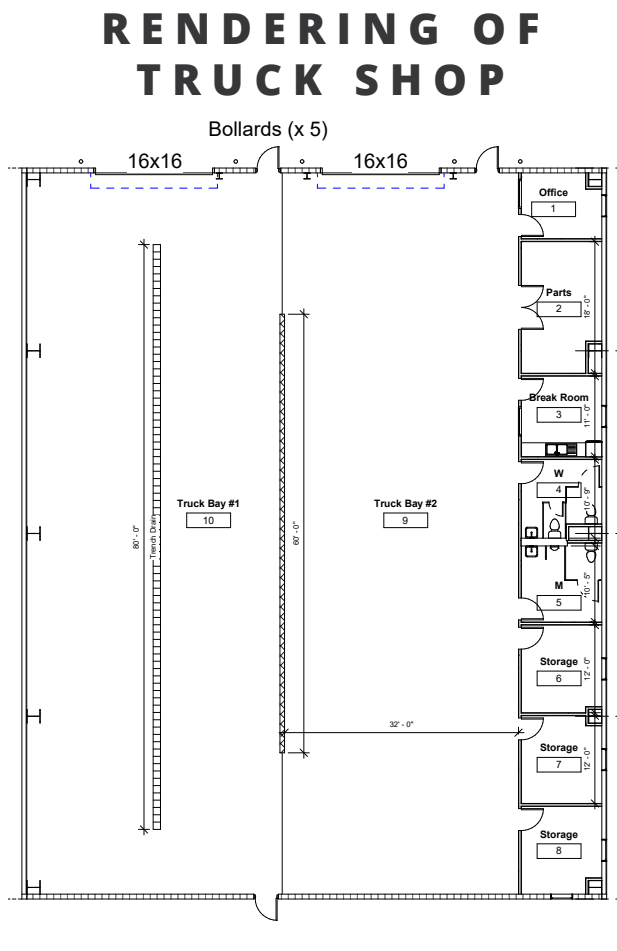 RENDERING OF
TRUCK SHOP
Bollards (x 5)
16x16
16x16
Office
1
Parts
2
18' - 0"
Break Room
3
11' - 0"
W
4
10' - 9"
Truck Bay #1
10
Truck Bay #2
9
80' - 0"
Trench Drain
60' - 0"
M
5
10' - 5"
Storage
6
12' - 0"
32' - 0"
Storage
7
12' - 0"
Storage
8